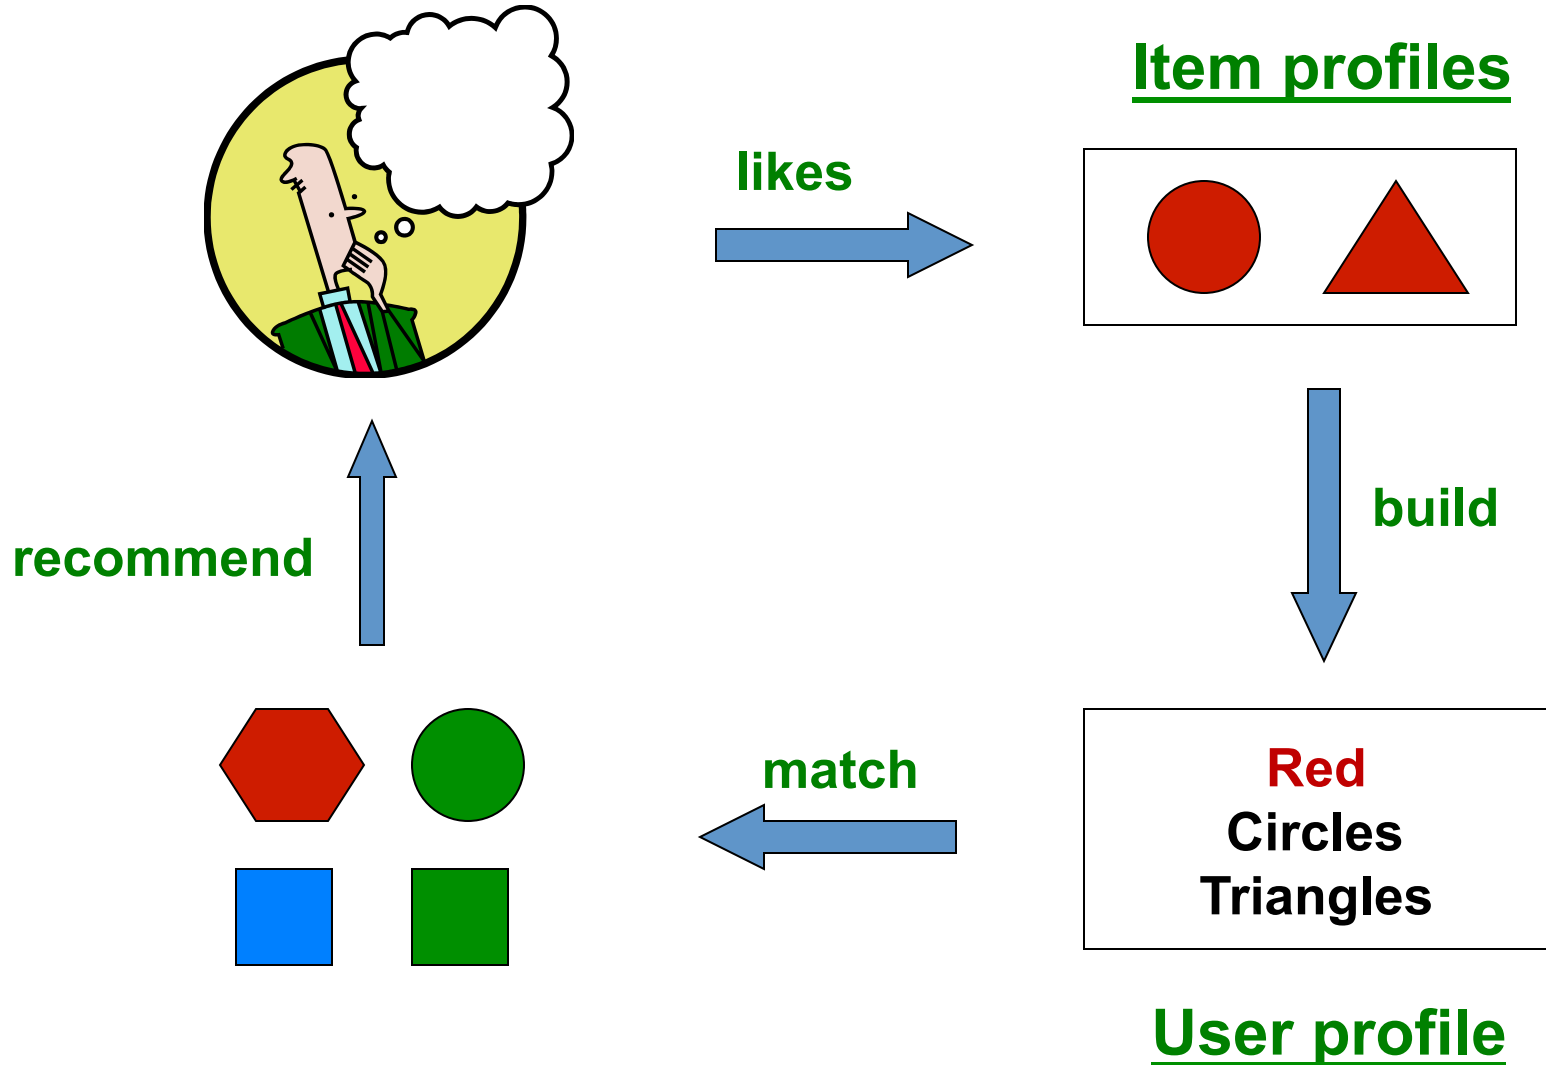 Item profiles
likes
build
recommend
match
Red
Circles
Triangles
User profile